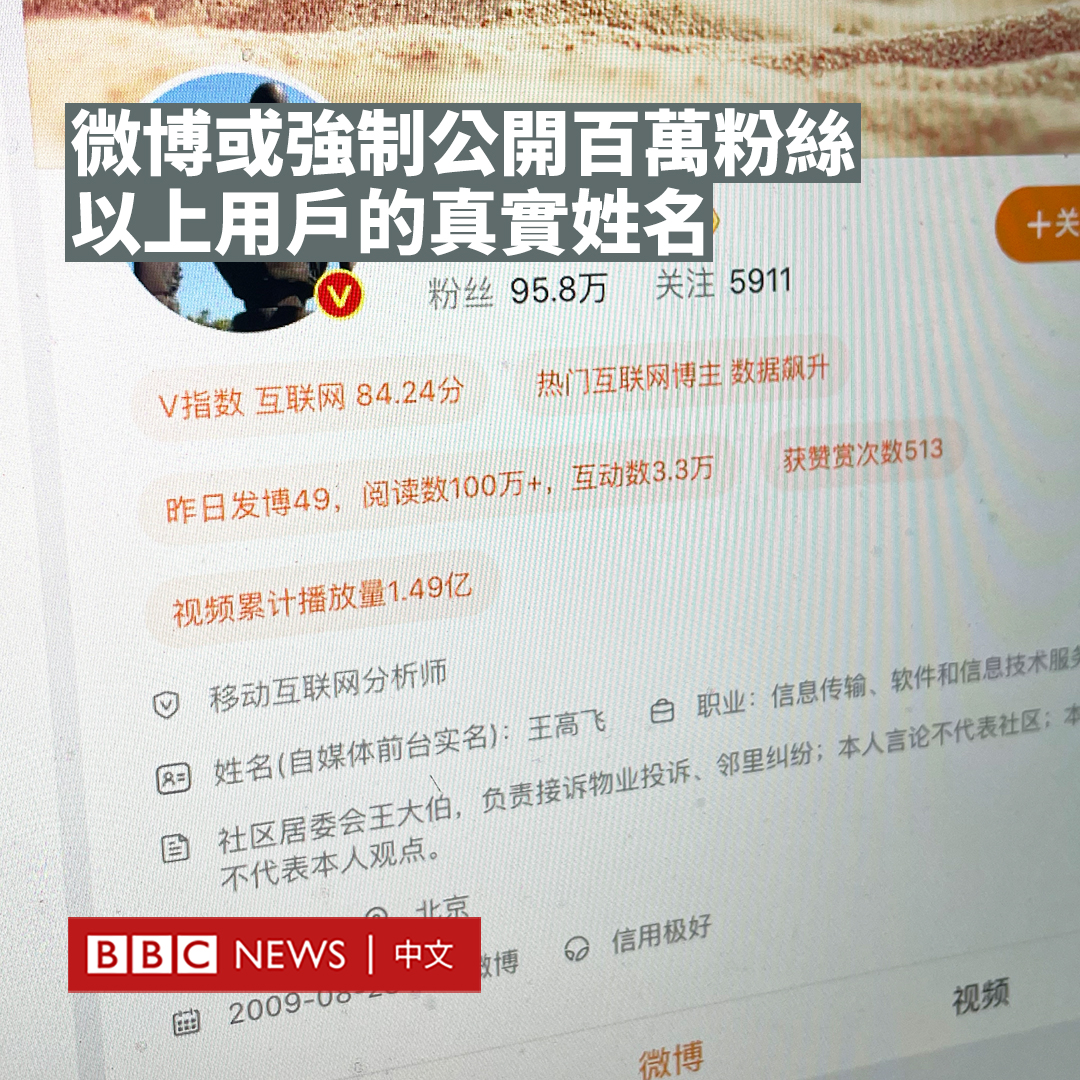 微博或強制公開百萬粉絲
以上用戶的真實姓名
+关
粉丝 95.8万 关注 5911
V指数 互联网 84.24分 热门互联网博主 数据飙升
昨日发博49，阅读数100万+，互动数3.3万 获赞赏次数513
视频累计播放量1.49亿
移动互联网分析师
姓名(自媒体前台实名)：王高飞 职业：信息传输、软件和信息技术服务
社区居委会王大伯，负责接诉物业投诉、邻里纠纷；本人言论不代表社区；本
不代表本人观点。
北京
BBC NEWS | 中文
2009-08- 微博 信用极好
微博 视频